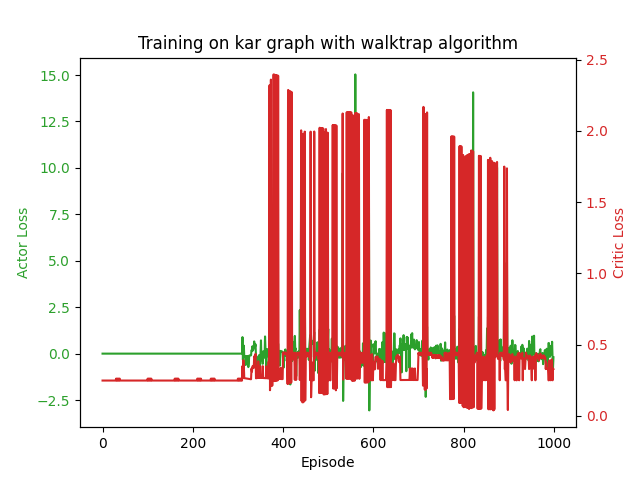 Training on kar graph with walktrap algorithm
Actor Loss
15.0
12.5
10.0
7.5
5.0
2.5
0.0
−2.5
2.5
2.0
1.5
1.0
0.5
0.0
Critic Loss
0 200 400 600 800 1000
Episode